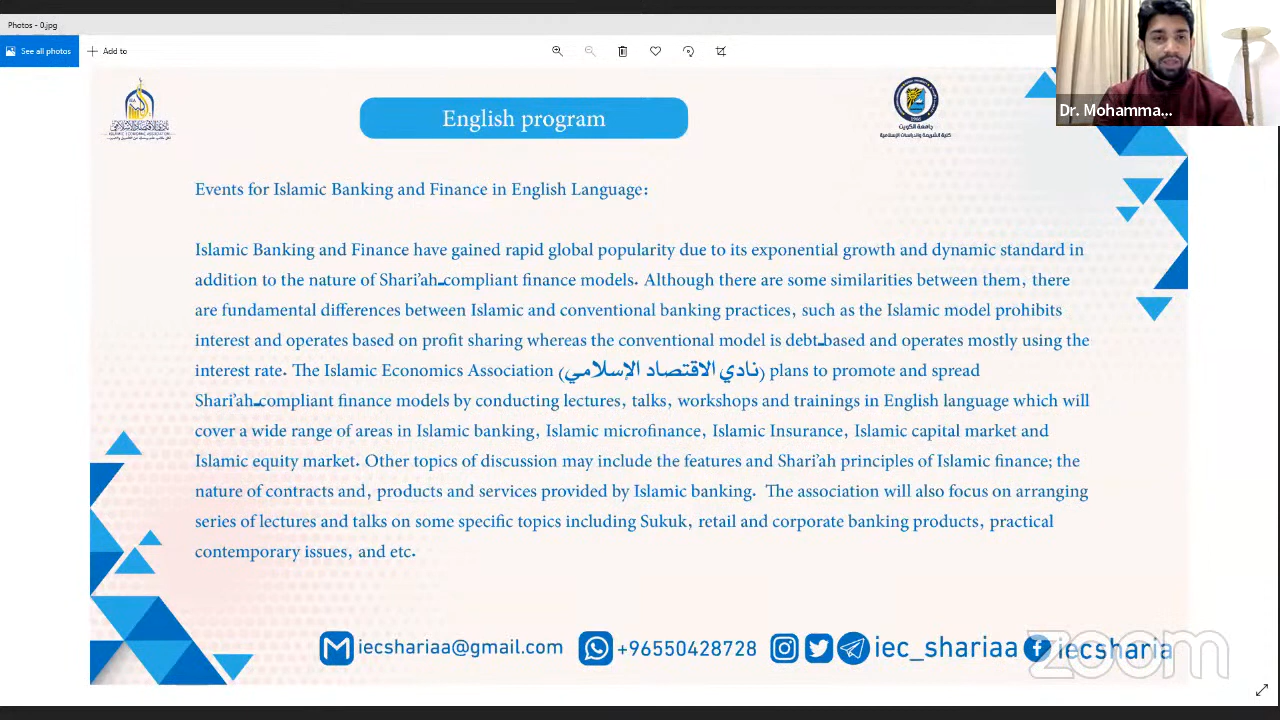 Photos - 0.jpg
See all photos
Add to
Dr. Mohamma...
ISLAMIC ECONOMIC ASSOCIATION
جامعة الكويت
كلية الشريعة والدراسات الإسلامية
English program
Events for Islamic Banking and Finance in English Language:
Islamic Banking and Finance have gained rapid global popularity due to its exponential growth and dynamic standard in
addition to the nature of Shari'ah-compliant finance models. Although there are some similarities between them, there
are fundamental differences between Islamic and conventional banking practices, such as the Islamic model prohibits
interest and operates based on profit sharing whereas the conventional model is debt-based and operates mostly using the
interest rate. The Islamic Economics Association (نادي الاقتصاد الإسلامي) plans to promote and spread
Shari'ah-compliant finance models by conducting lectures, talks, workshops and trainings in English language which will
cover a wide range of areas in Islamic banking, Islamic microfinance, Islamic Insurance, Islamic capital market and
Islamic equity market. Other topics of discussion may include the features and Shari'ah principles of Islamic finance; the
nature of contracts and, products and services provided by Islamic banking. The association will also focus on arranging
series of lectures and talks on some specific topics including Sukuk, retail and corporate banking products, practical
contemporary issues, and etc.
iecshariaa@gmail.com
+96550428728
iec_shariaa
iecsharia
zoom